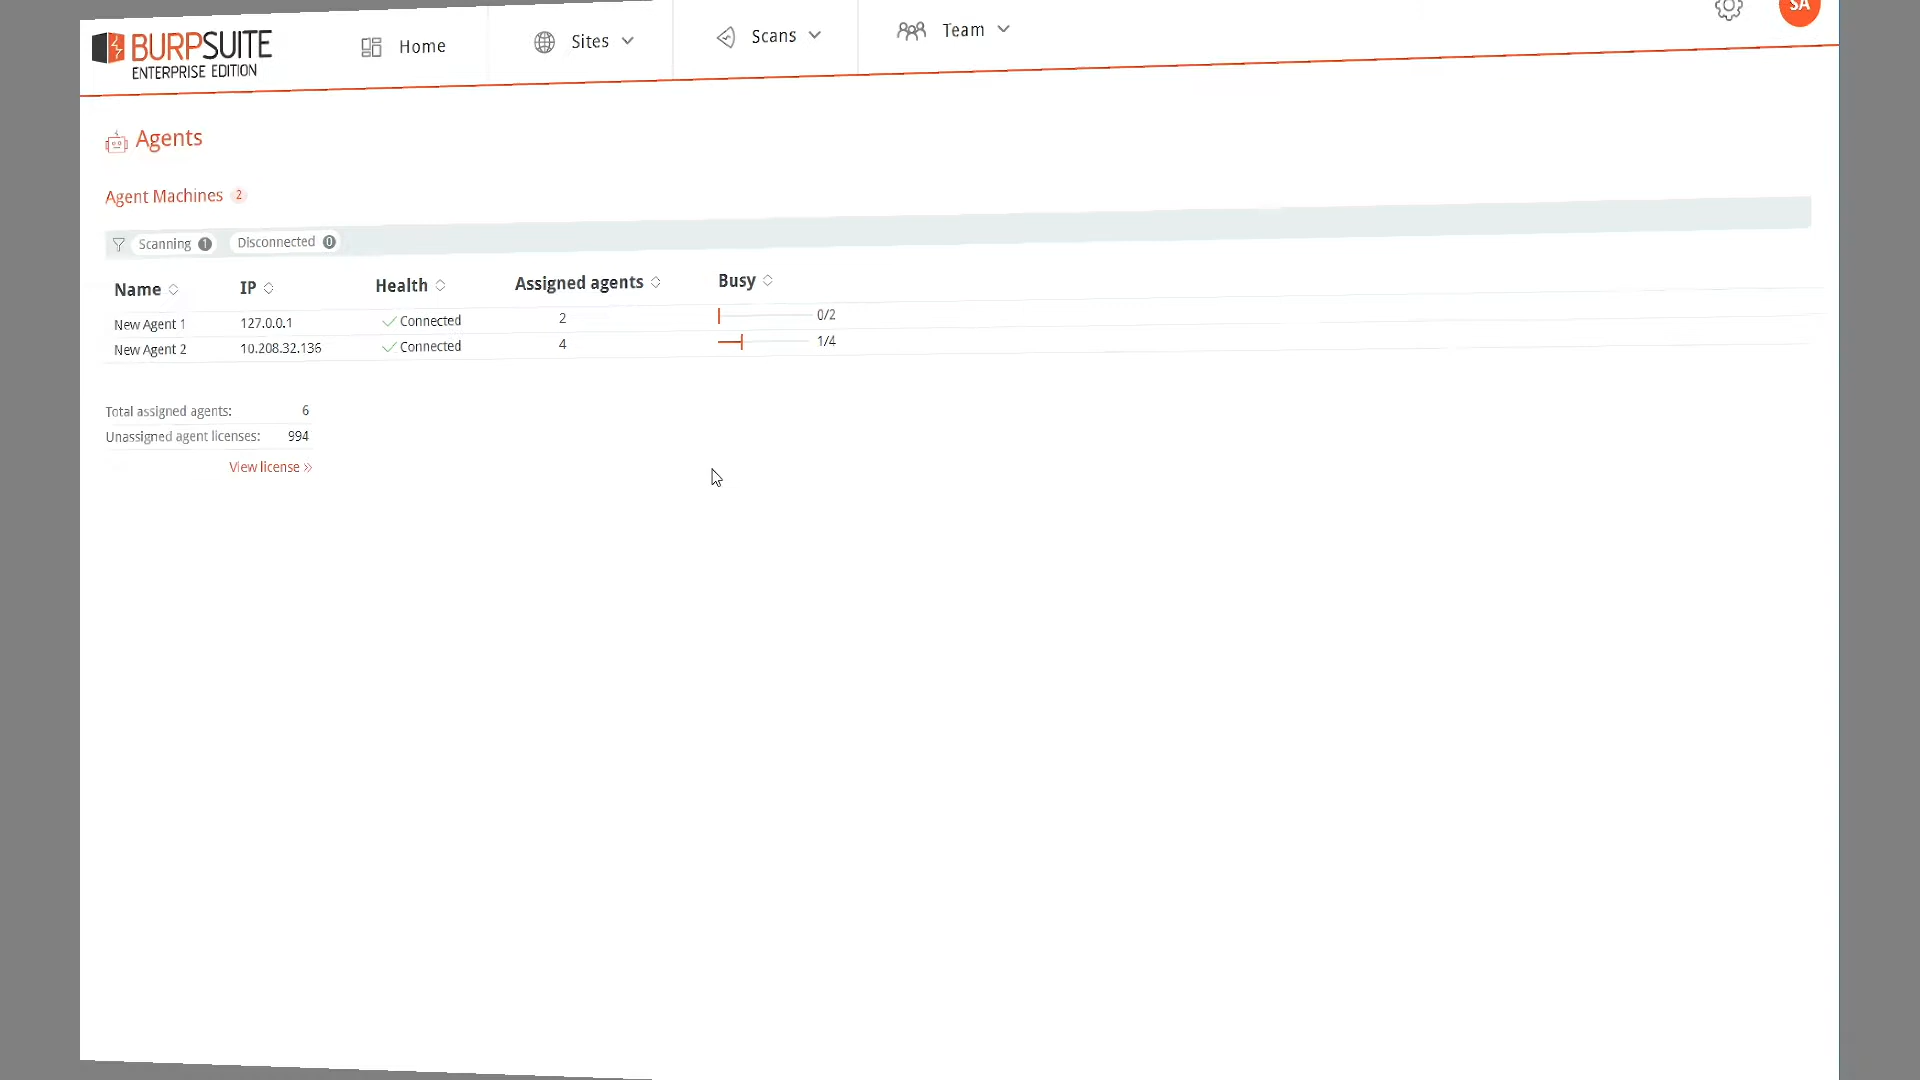 BURPSUITE
ENTERPRISE EDITION
Home
Sites
Scans
Team
SA
Agents
Agent Machines 2
Scanning 1 Disconnected 0
Name IP Health Assigned agents Busy
New Agent 1 127.0.0.1 Connected 2 0/2
New Agent 2 10.208.32.136 Connected 4 1/4
Total assigned agents: 6
Unassigned agent licenses: 994
View license »